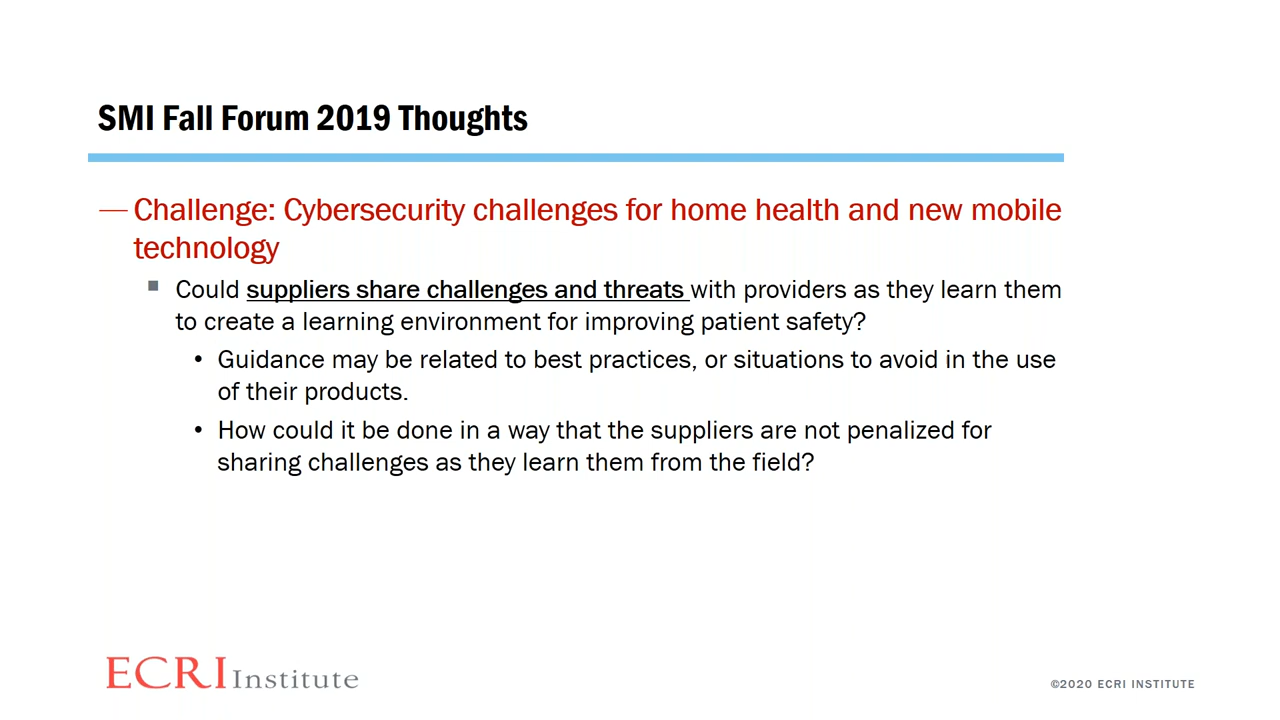 SMI Fall Forum 2019 Thoughts
— Challenge: Cybersecurity challenges for home health and new mobile
technology
▪ Could suppliers share challenges and threats with providers as they learn them
to create a learning environment for improving patient safety?
• Guidance may be related to best practices, or situations to avoid in the use
of their products.
• How could it be done in a way that the suppliers are not penalized for
sharing challenges as they learn them from the field?
ECRI Institute
©2020 ECRI INSTITUTE